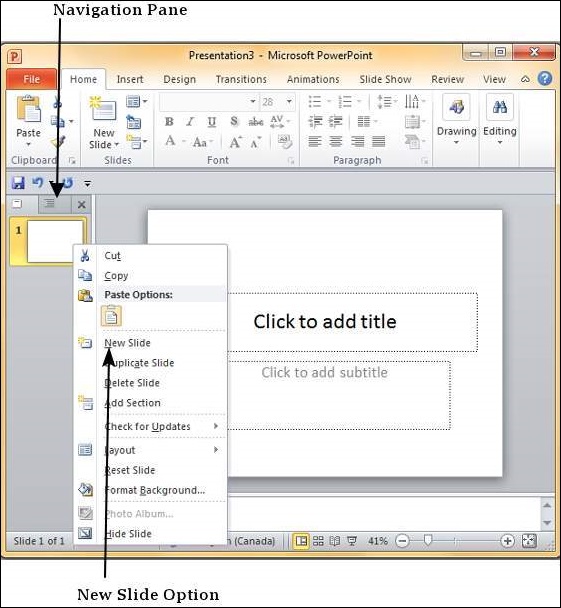 Navigation Pane
Presentation3 - Microsoft PowerPoint
File Home Insert Design Transitions Animations Slide Show Review View
Paste
New Slide
28
B I U S abc AV
A Aa A A
Drawing
Editing
Clipboard Slides Font Paragraph
1
Cut
Copy
Paste Options:
New Slide
Duplicate Slide
Delete Slide
Add Section
Check for Updates
Layout
Reset Slide
Format Background...
Photo Album...
Hide Slide
Click to add title
Click to add subtitle
Slide 1 of 1 (Canada) 41%
New Slide Option